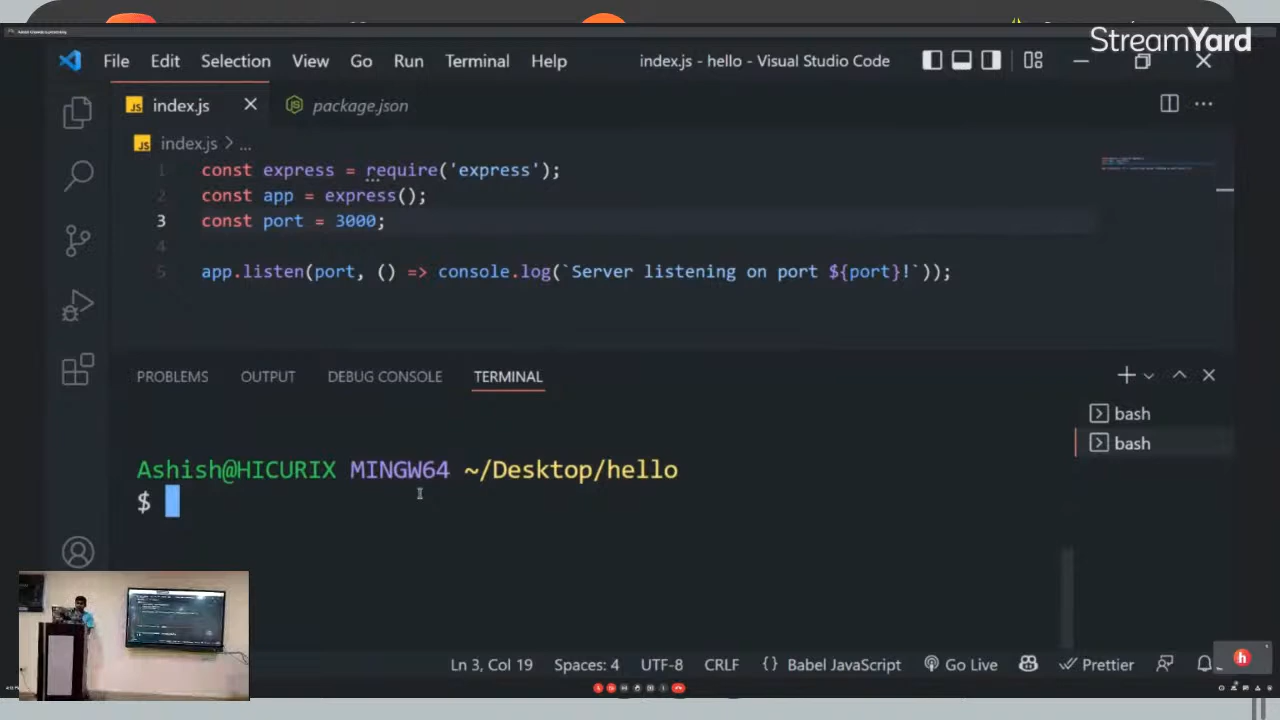 StreamYard
File Edit Selection View Go Run Terminal Help
index.js - hello - Visual Studio Code
JS index.js
package.json
JS index.js > ...
1 const express = require('express');
2 const app = express();
3 const port = 3000;
4
5 app.listen(port, () => console.log(`Server listening on port ${port}!`));
PROBLEMS OUTPUT DEBUG CONSOLE TERMINAL
bash
bash
Ashish@HICURIX MINGW64 ~/Desktop/hello
$
h
Ln 3, Col 19 Spaces: 4 UTF-8 CRLF {} Babel JavaScript Go Live Prettier